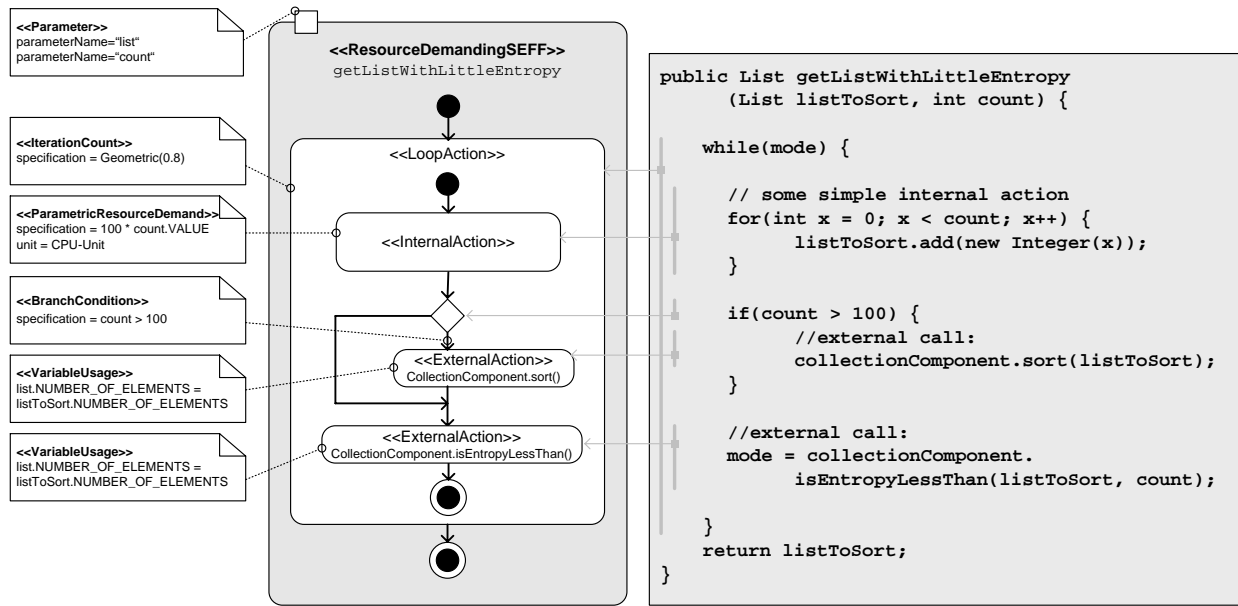 <<Parameter>>
parameterName=“list“
parameterName=“count“
<<IterationCount>>
specification = Geometric(0.8)
<<ParametricResourceDemand>>
specification = 100 * count.VALUE
unit = CPU-Unit
<<BranchCondition>>
specification = count > 100
<<VariableUsage>>
list.NUMBER_OF_ELEMENTS =
listToSort.NUMBER_OF_ELEMENTS
<<VariableUsage>>
list.NUMBER_OF_ELEMENTS =
listToSort.NUMBER_OF_ELEMENTS
<<ResourceDemandingSEFF>>
getListWithLittleEntropy
<<LoopAction>>
<<InternalAction>>
<<ExternalAction>>
CollectionComponent.sort()
<<ExternalAction>>
CollectionComponent.isEntropyLessThan()
public List getListWithLittleEntropy
(List listToSort, int count) {
while(mode) {
// some simple internal action
for(int x = 0; x < count; x++) {
listToSort.add(new Integer(x));
}
if(count > 100) {
//external call:
collectionComponent.sort(listToSort);
}
//external call:
mode = collectionComponent.
isEntropyLessThan(listToSort, count);
}
return listToSort;
}